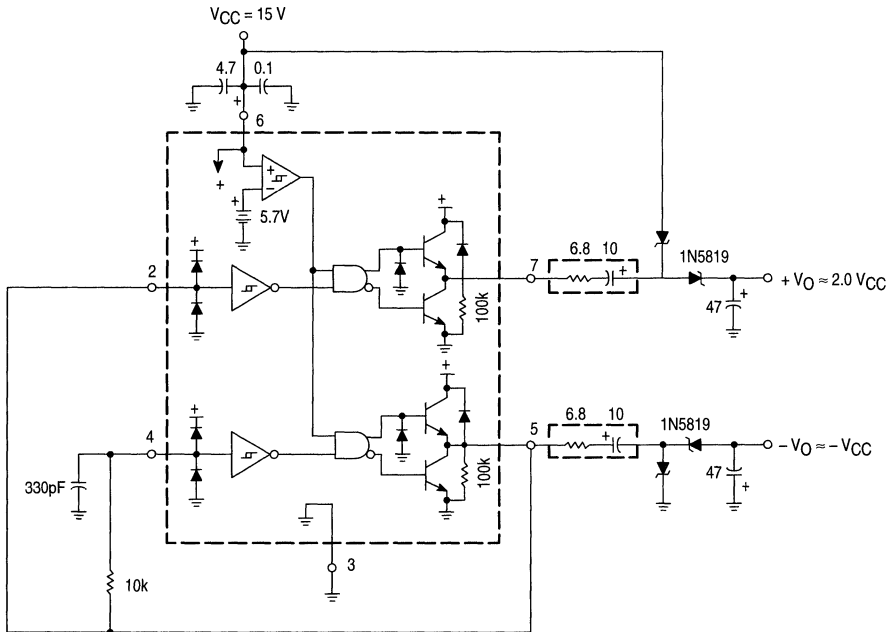 VCC = 15 V
4.7
0.1
+
6
+
-
+
+
5.7V
+
+
2
7
6.8
10
+
1N5819
+ VO ≈ 2.0 VCC
47
+
100k
+
+
4
5
6.8
10
+
1N5819
- VO ≈ - VCC
47
+
330pF
100k
3
10k